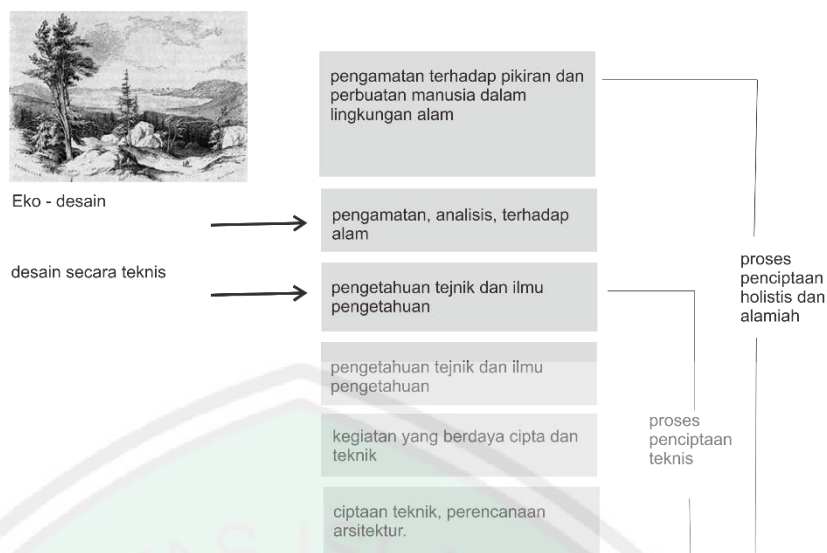 pengamatan terhadap pikiran dan
perbuatan manusia dalam
lingkungan alam
Eko - desain
pengamatan, analisis, terhadap
alam
desain secara teknis
pengetahuan tejnik dan ilmu
pengetahuan
proses
penciptaan
holistis dan
alamiah
pengetahuan tejnik dan ilmu
pengetahuan
kegiatan yang berdaya cipta dan
teknik
proses
penciptaan
teknis
ciptaan teknik, perencanaan
arsitektur.